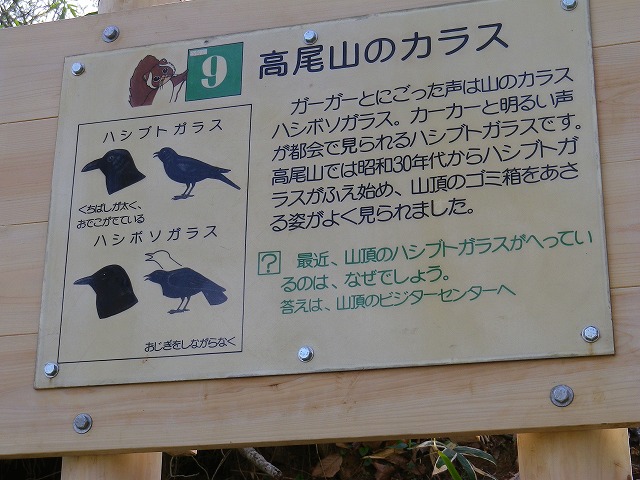 9
高尾山のカラス
ガーガーとにごった声は山のカラス
ハシボソガラス。カーカーと明るい声
が都会で見られるハシブトガラスです。
高尾山では昭和30年代からハシブトガ
ラスがふえ始め、山頂のゴミ箱をあさ
る姿がよく見られました。
? 最近、山頂のハシブトガラスがへってい
るのは、なぜでしょう。
答えは、山頂のビジターセンターへ
ハシブトガラス
くちばしが太く、
おでこがでている
ハシボソガラス
おじぎをしながらなく